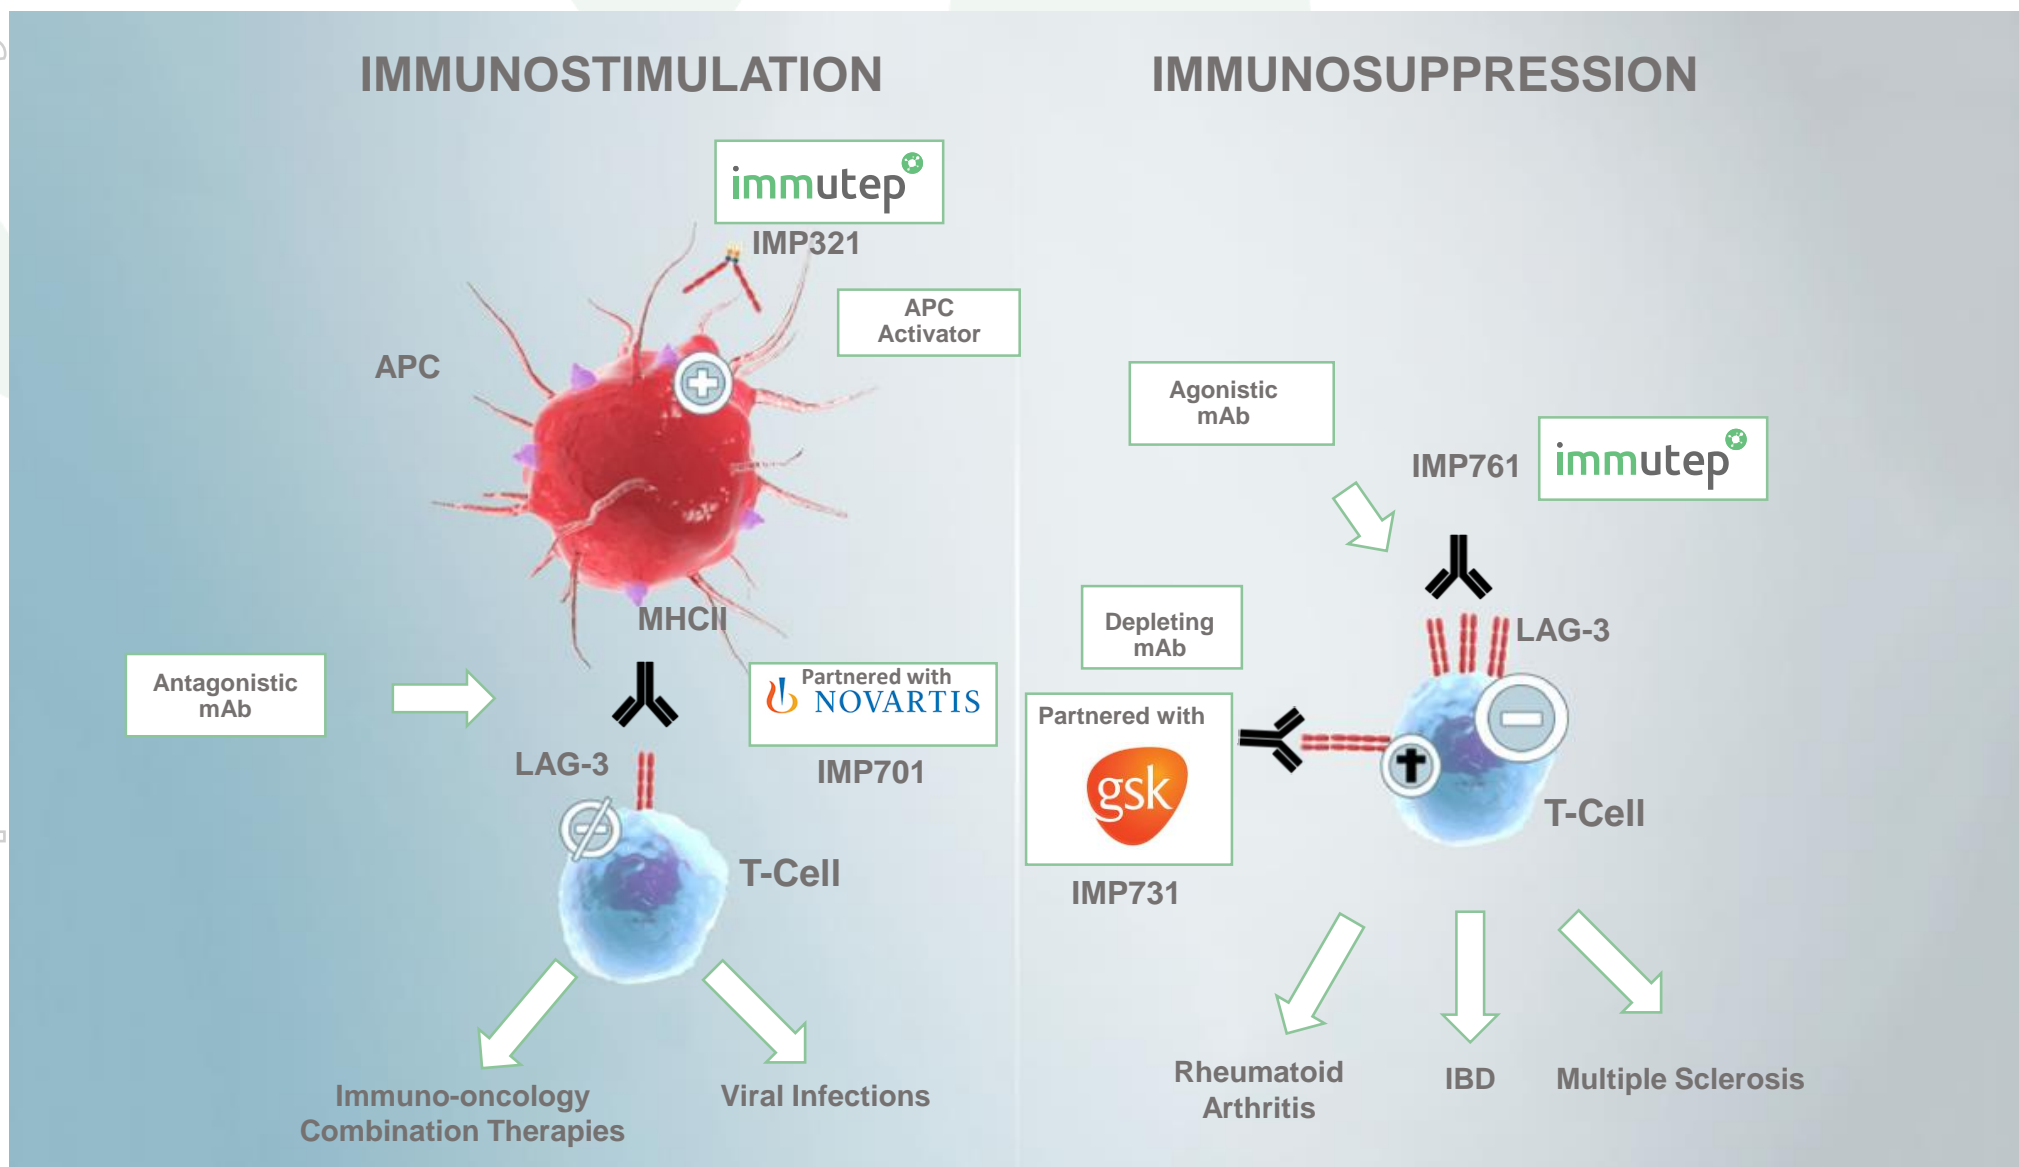 IMMUNOSTIMULATION
immutep
IMP321
APC
Activator
APC
MHCII
Antagonistic
mAb
Partnered with
NOVARTIS
IMP701
LAG-3
T-Cell
Immuno-oncology
Combination Therapies
Viral Infections
IMMUNOSUPPRESSION
Agonistic
mAb
IMP761
immutep
Depleting
mAb
LAG-3
Partnered with
gsk
IMP731
T-Cell
Rheumatoid
Arthritis
IBD
Multiple Sclerosis